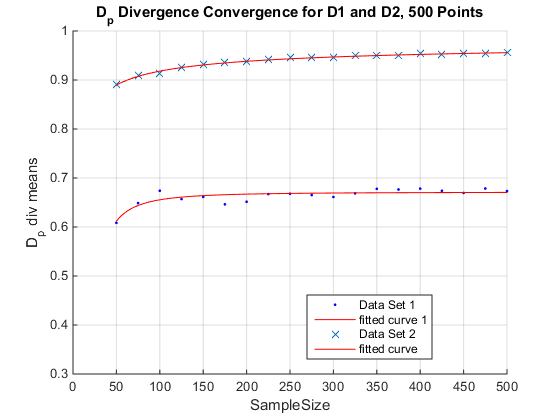 D_p Divergence Convergence for D1 and D2, 500 Points
1
0.9
0.8
0.7
0.6
0.5
0.4
0.3
D_p div means
0 50 100 150 200 250 300 350 400 450 500
SampleSize
Data Set 1
fitted curve 1
Data Set 2
fitted curve